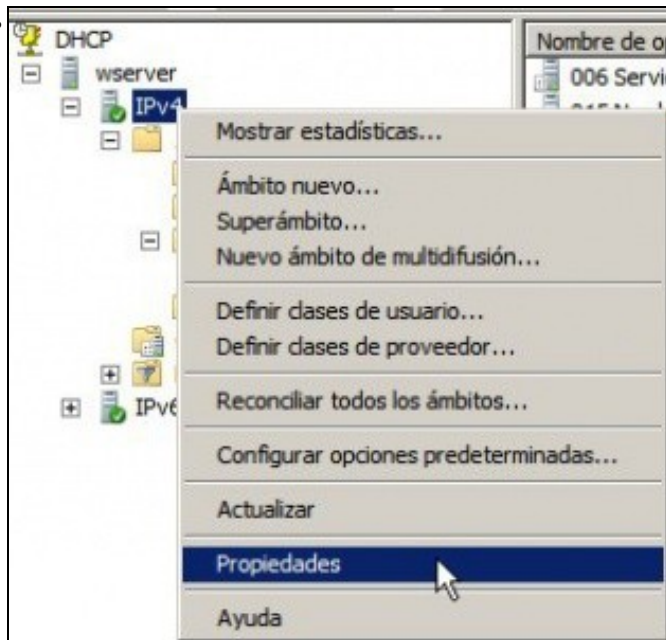 DHCP
Nombre de
wserver
006
IPv4
Mostrar estadísticas...
Ámbito nuevo...
Superámbito...
Nuevo ámbito de multidifusión...
Definir clases de usuario...
Definir clases de proveedor...
IPv6
Reconciliar todos los ámbitos...
Configurar opciones predeterminadas...
Actualizar
Propiedades
Ayuda